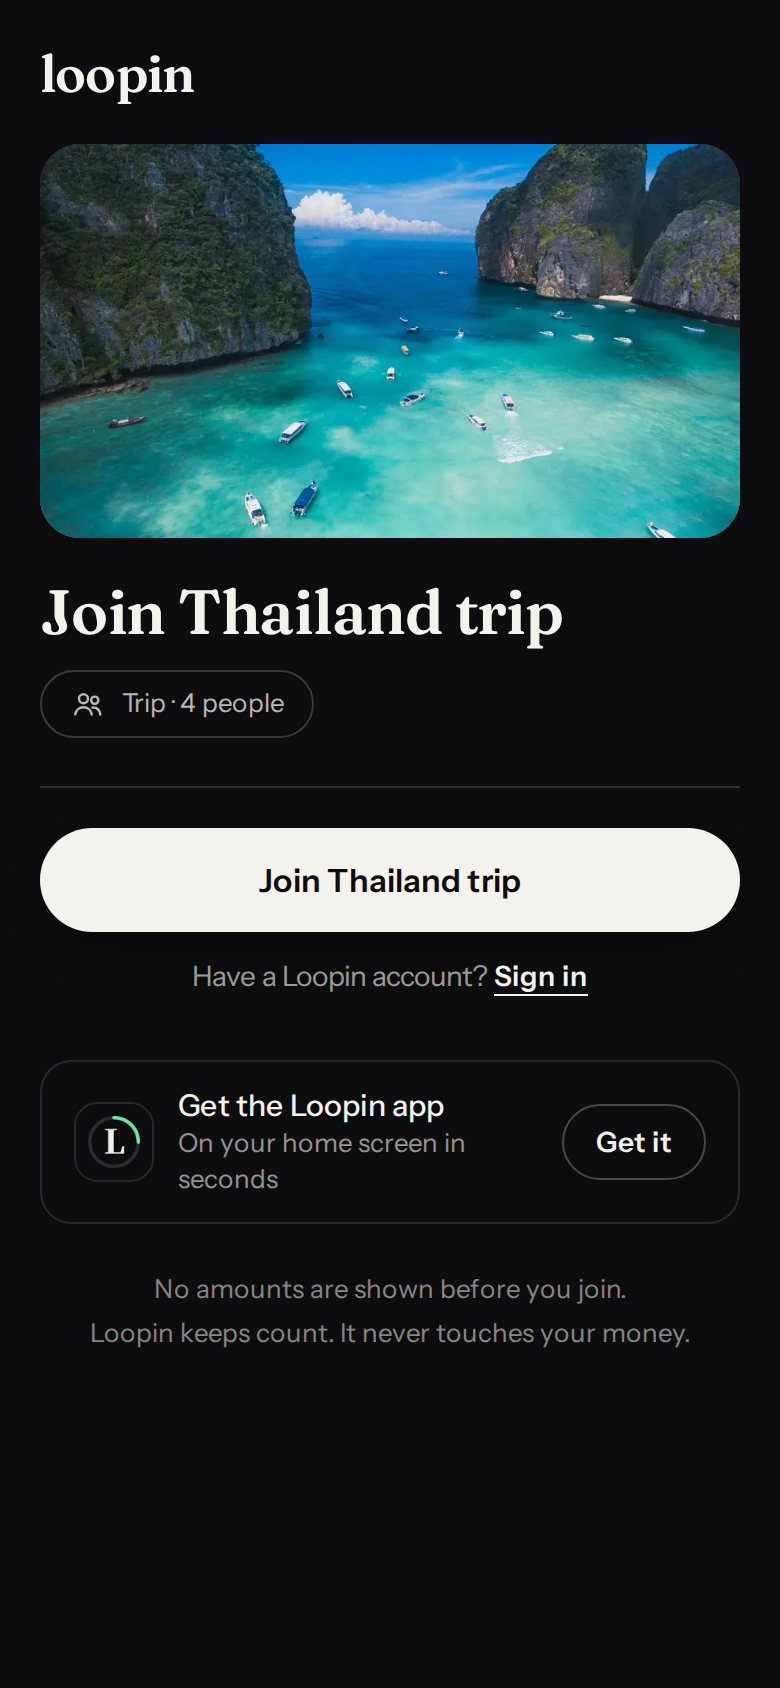 loopin
Join Thailand trip
Trip · 4 people
Join Thailand trip
Have a Loopin account? Sign in
L
Get the Loopin app
On your home screen in
seconds
Get it
No amounts are shown before you join.
Loopin keeps count. It never touches your money.